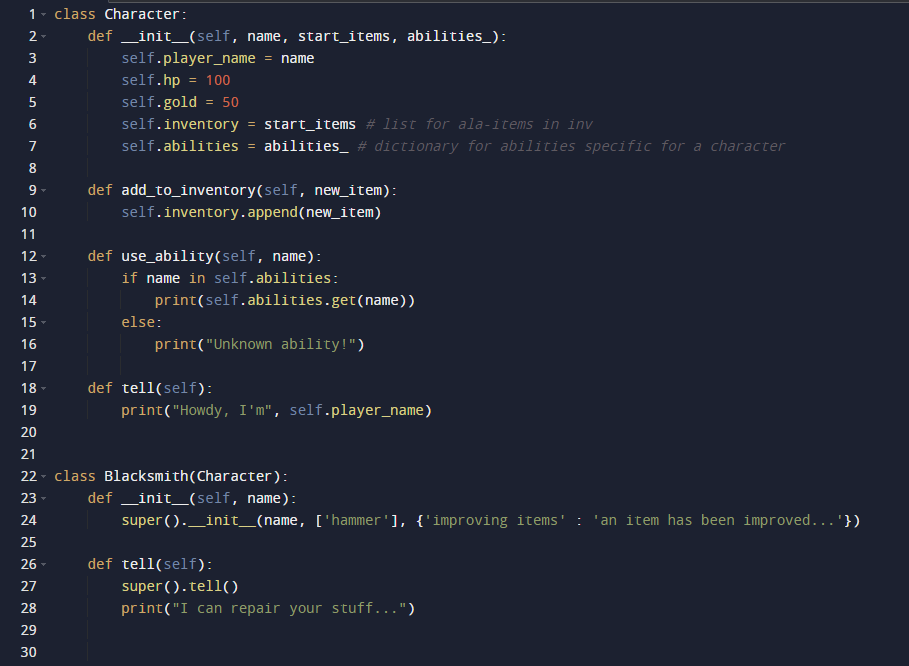 1 class Character:
2     def __init__(self, name, start_items, abilities_):
3         self.player_name = name
4         self.hp = 100
5         self.gold = 50
6         self.inventory = start_items # list for ala-items in inv
7         self.abilities = abilities_ # dictionary for abilities specific for a character
8
9     def add_to_inventory(self, new_item):
10         self.inventory.append(new_item)
11
12     def use_ability(self, name):
13         if name in self.abilities:
14             print(self.abilities.get(name))
15         else:
16             print("Unknown ability!")
17
18     def tell(self):
19         print("Howdy, I'm", self.player_name)
20
21
22 class Blacksmith(Character):
23     def __init__(self, name):
24         super().__init__(name, ['hammer'], {'improving items' : 'an item has been improved...'})
25
26     def tell(self):
27         super().tell()
28         print("I can repair your stuff...")
29
30